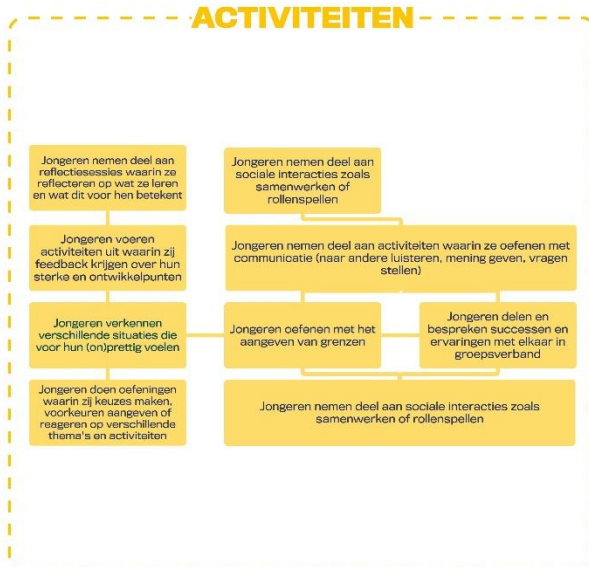 ACTIVITEITEN
Jongeren nemen deel aan
reflectiesessies waarin ze
reflecteren op wat ze leren
en wat dit voor hen betekent
Jongeren voeren
activiteiten uit waarin zij
feedback krijgen over hun
sterke en ontwikkelpunten
Jongeren verkennen
verschillende situaties die
voor hun (on)prettig voelen
Jongeren doen oefeningen
waarin zij keuzes maken,
voorkeuren aangeven of
reageren op verschillende
thema's en activiteiten
Jongeren nemen deel aan
sociale interacties zoals
samenwerken of
rollenspellen
Jongeren nemen deel aan activiteiten waarin ze oefenen met
communicatie (naar andere luisteren, mening geven, vragen
stellen)
Jongeren oefenen met het
aangeven van grenzen
Jongeren delen en
bespreken successen en
ervaringen met elkaar in
groepsverband
Jongeren nemen deel aan sociale interacties zoals
samenwerken of rollenspellen